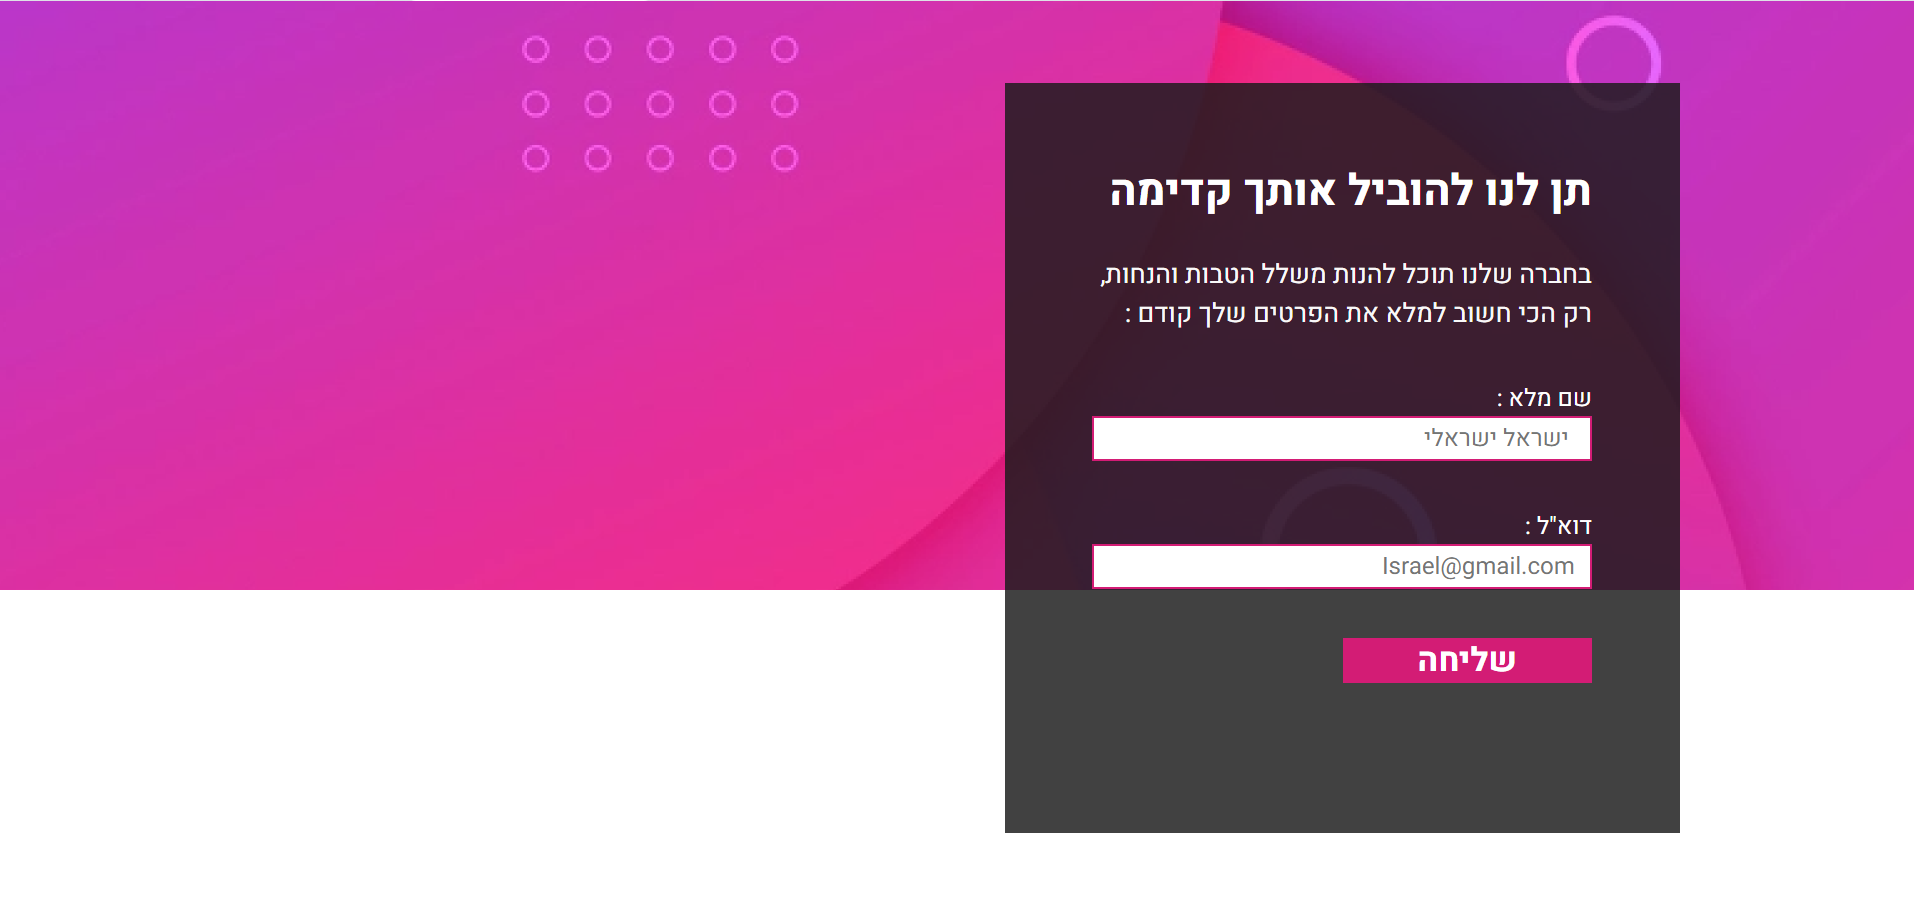 תן לנו להוביל אותך קדימה
בחברה שלנו תוכל להנות משלל הטבות והנחות,
רק הכי חשוב למלא את הפרטים שלך קודם :
שם מלא :
ישראל ישראלי
דוא"ל :
Israel@gmail.com
שליחה